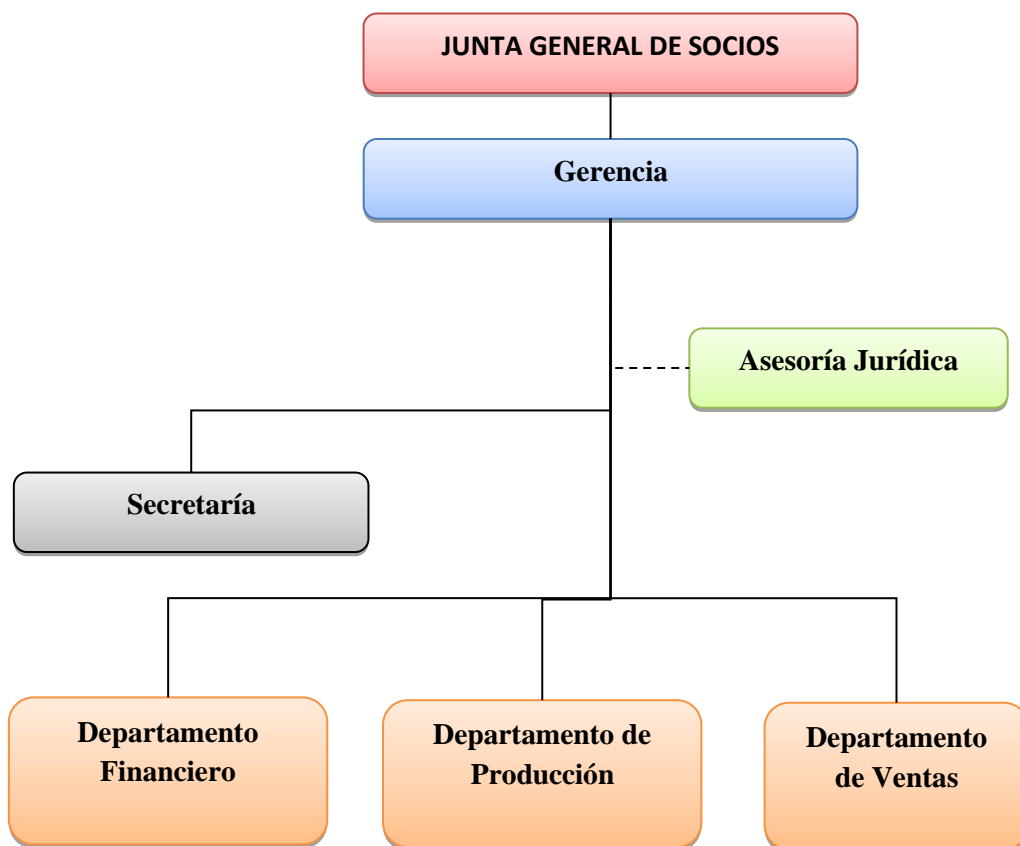 JUNTA GENERAL DE SOCIOS
Gerencia
Asesoría Jurídica
Secretaría
Departamento
Financiero
Departamento de
Producción
Departamento
de Ventas